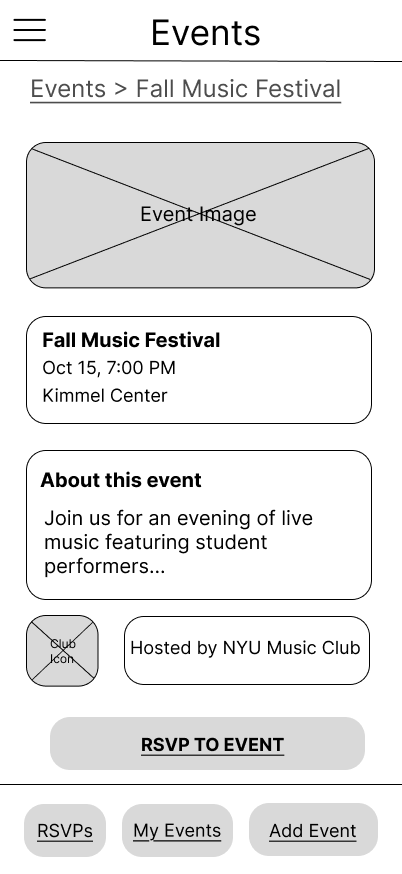 Events
Events > Fall Music Festival
Event Image
Fall Music Festival
Oct 15, 7:00 PM
Kimmel Center
About this event
Join us for an evening of live
music featuring student
performers...
Club
Icon
Hosted by NYU Music Club
RSVP TO EVENT
RSVPs
My Events
Add Event